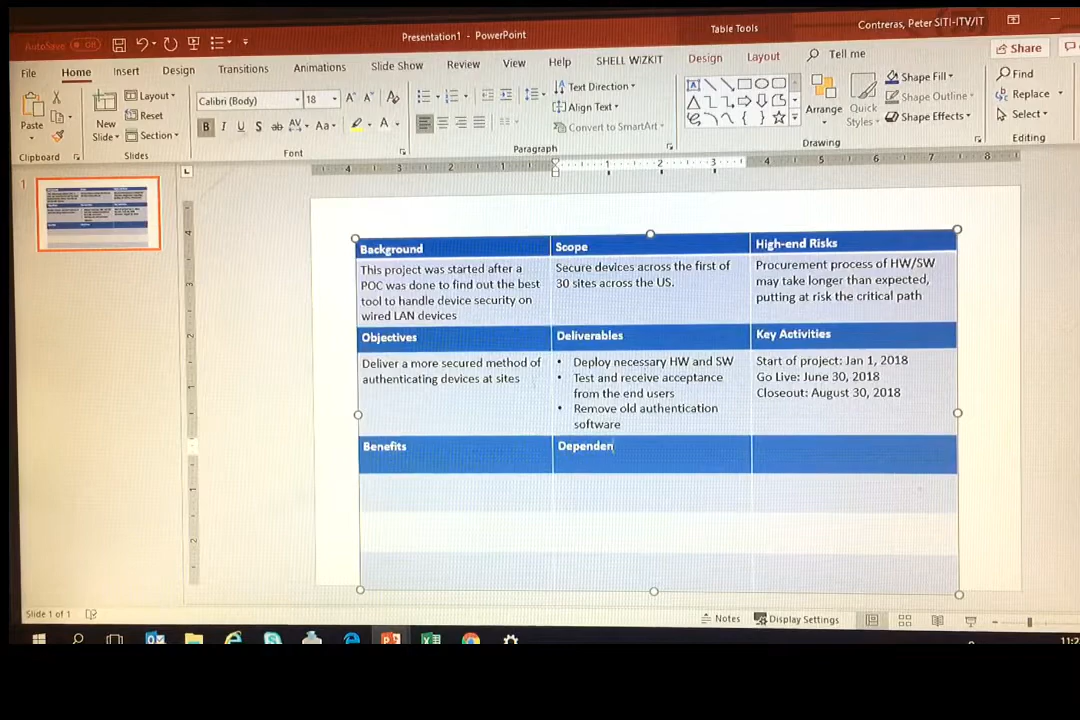 AutoSave Off
Presentation1 - PowerPoint
Table Tools
Contreras, Peter SITI-ITV/IT
File Home Insert Design Transitions Animations Slide Show Review View Help SHELL WIZKIT Design Layout Tell me Share
Paste
Clipboard
New Slide
Layout
Reset
Section
Slides
Calibri (Body) 18
B I U S ab AV Aa A
Font
Text Direction
Align Text
Convert to SmartArt
Paragraph
Arrange
Quick Styles
Shape Fill
Shape Outline
Shape Effects
Drawing
Find
Replace
Select
Editing
1
Background
This project was started after a
POC was done to find out the best
tool to handle device security on
wired LAN devices
Scope
Secure devices across the first of
30 sites across the US.
High-end Risks
Procurement process of HW/SW
may take longer than expected,
putting at risk the critical path
Objectives
Deliver a more secured method of
authenticating devices at sites
Deliverables
• Deploy necessary HW and SW
• Test and receive acceptance
from the end users
• Remove old authentication
software
Key Activities
Start of project: Jan 1, 2018
Go Live: June 30, 2018
Closeout: August 30, 2018
Benefits
Dependen
Slide 1 of 1
Notes
Display Settings